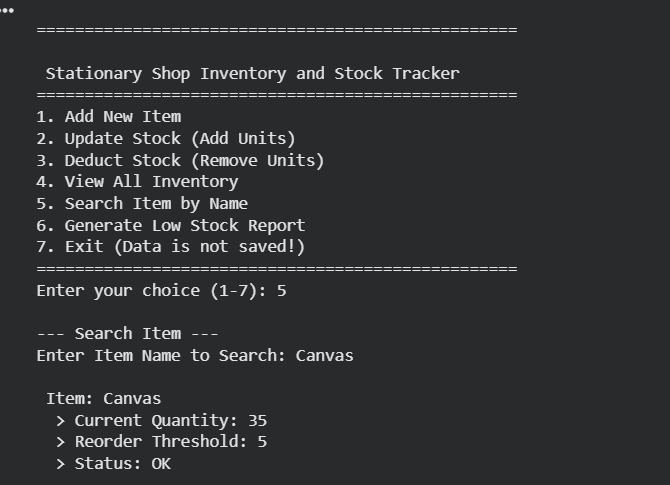 ==================================================
Stationary Shop Inventory and Stock Tracker
==================================================
1. Add New Item
2. Update Stock (Add Units)
3. Deduct Stock (Remove Units)
4. View All Inventory
5. Search Item by Name
6. Generate Low Stock Report
7. Exit (Data is not saved!)
==================================================
Enter your choice (1-7): 5
--- Search Item ---
Enter Item Name to Search: Canvas
Item: Canvas
> Current Quantity: 35
> Reorder Threshold: 5
> Status: OK